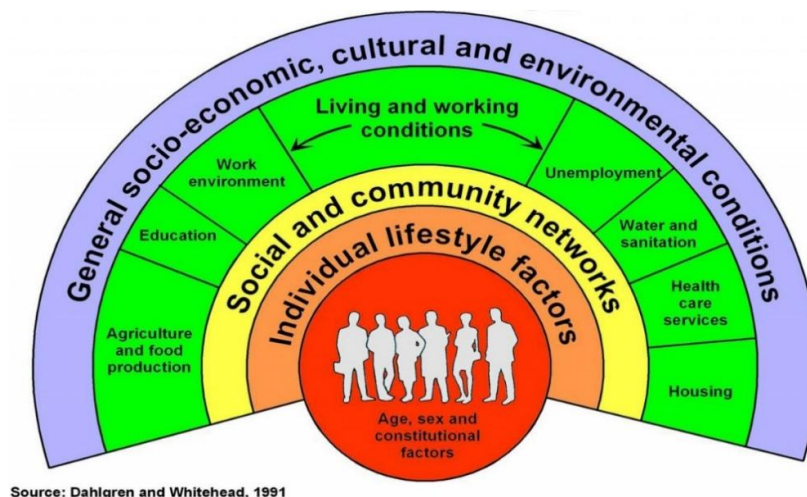 General socio-economic, cultural and environmental conditions
Living and working
conditions
Work
environment
Education
Agriculture
and food
production
Unemployment
Water and
sanitation
Health
care
services
Housing
Social and community networks
Individual lifestyle factors
Age, sex and
constitutional
factors
Source: Dahlgren and Whitehead, 1991